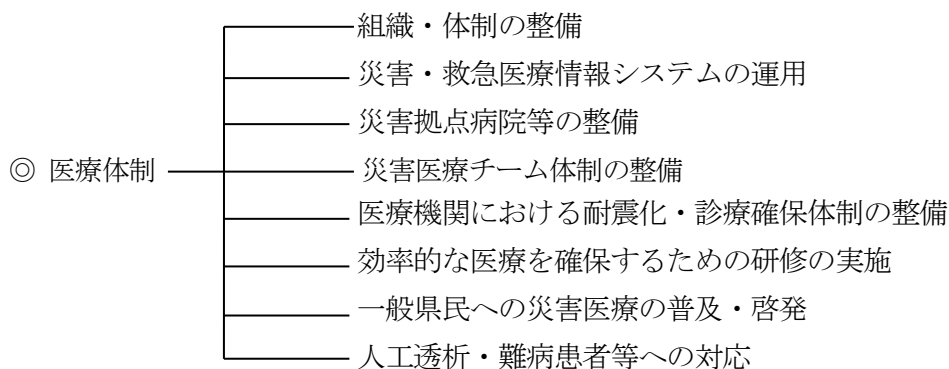 組織・体制の整備
災害・救急医療情報システムの運用
災害拠点病院等の整備
◎ 医療体制
災害医療チーム体制の整備
医療機関における耐震化・診療確保体制の整備
効率的な医療を確保するための研修の実施
一般県民への災害医療の普及・啓発
人工透析・難病患者等への対応